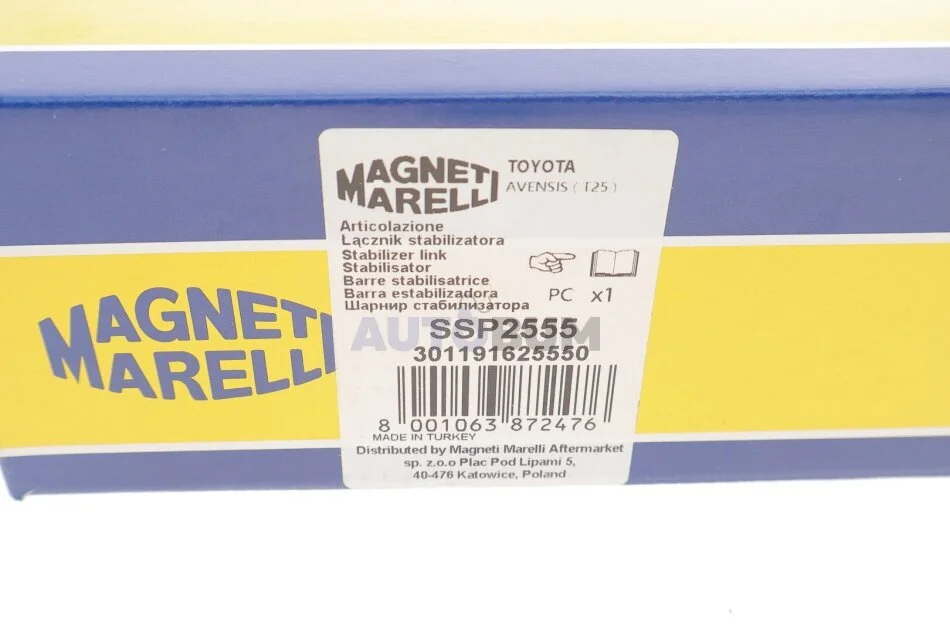 MAGNETI
MARELLI
TOYOTA
AVENSIS ( T25 )
Articolazione
Łącznik stabilizatora
Stabilizer link
Stabilisator
Barre stabilisatrice
Barra estabilizadora
Шарнир стабилизатора
PC x1
AUTOBUM
SSP2555
301191625550
8 001063 872476
MADE IN TURKEY
Distributed by Magneti Marelli Aftermarket
sp. z.o.o Plac Pod Lipami 5,
40-476 Katowice, Poland
MAGNETI
MARELLI